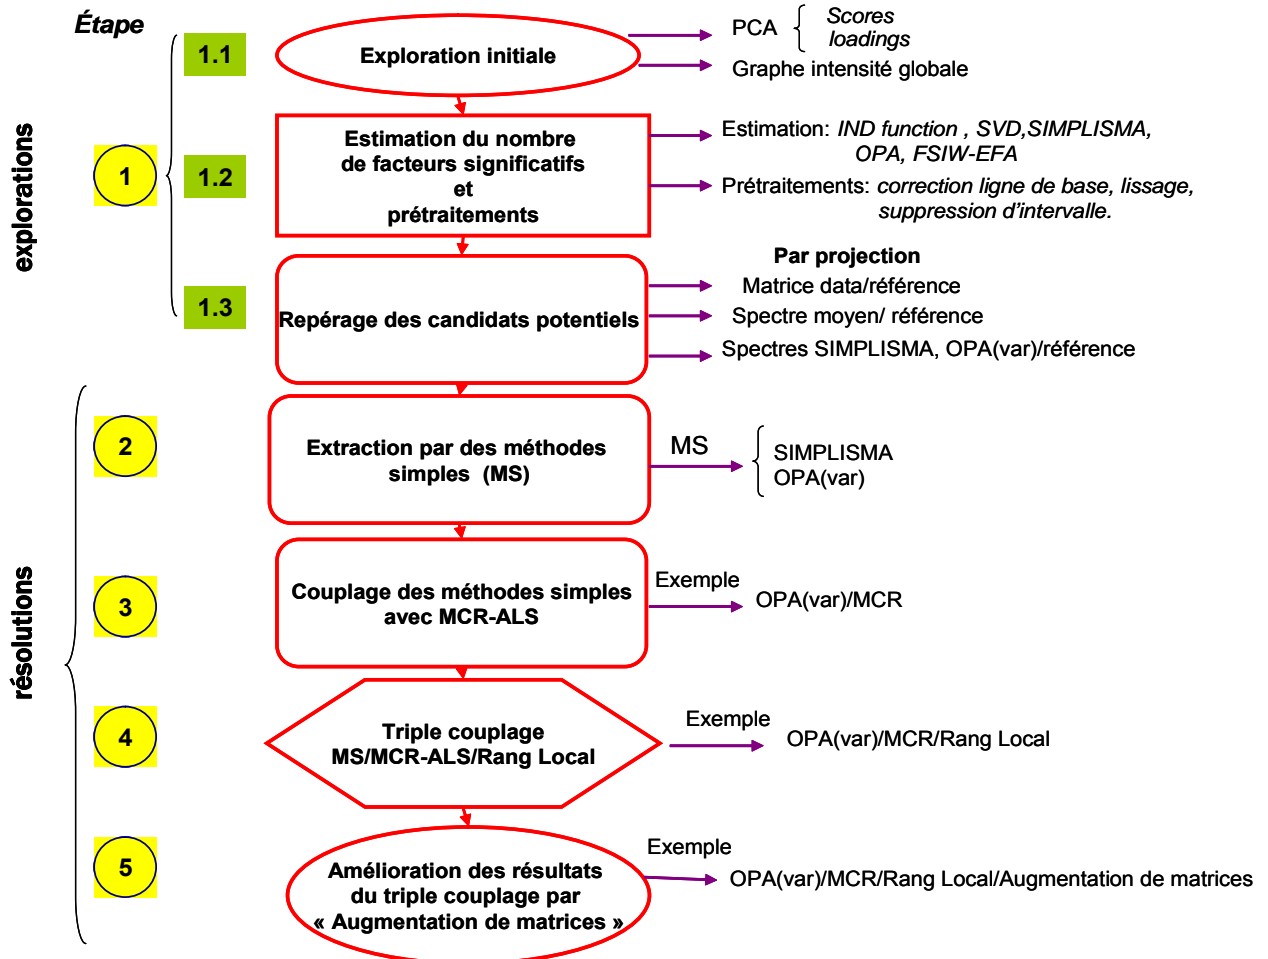 Étape
explorations
1
1.1
Exploration initiale
PCA
Scores
loadings
Graphe intensité globale
1.2
Estimation du nombre
de facteurs significatifs
et
prétraitements
Estimation: IND function , SVD,SIMPLISMA,
OPA, FSIW-EFA
Prétraitements: correction ligne de base, lissage,
suppression d'intervalle.
1.3
Repérage des candidats potentiels
Par projection
Matrice data/référence
Spectre moyen/ référence
Spectres SIMPLISMA, OPA(var)/référence
résolutions
2
Extraction par des méthodes
simples (MS)
MS
SIMPLISMA
OPA(var)
3
Couplage des méthodes simples
avec MCR-ALS
Exemple
OPA(var)/MCR
4
Triple couplage
MS/MCR-ALS/Rang Local
Exemple
OPA(var)/MCR/Rang Local
5
Amélioration des résultats
du triple couplage par
« Augmentation de matrices »
Exemple
OPA(var)/MCR/Rang Local/Augmentation de matrices